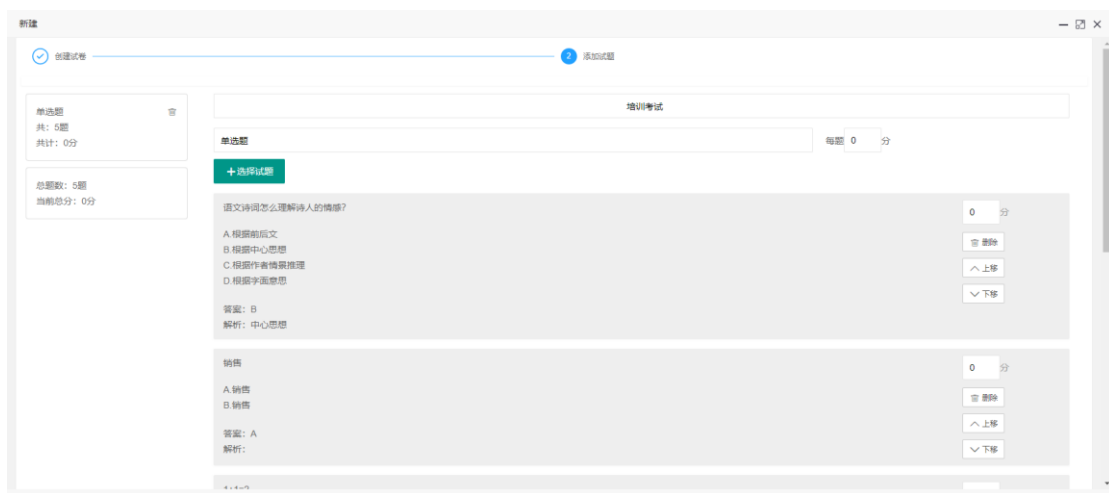 新建
创建试卷
2 添加试题
单选题
共：5题
共计：0分
总题数：5题
当前总分：0分
培训考试
单选题
每题 0 分
+选择试题
语文诗词怎么理解诗人的情感?
A.根据前后文
B.根据中心思想
C.根据作者情景推理
D.根据字面意思
答案：B
解析：中心思想
0 分
删除
上移
下移
销售
A.销售
B.销售
答案：A
解析：
0 分
删除
上移
下移